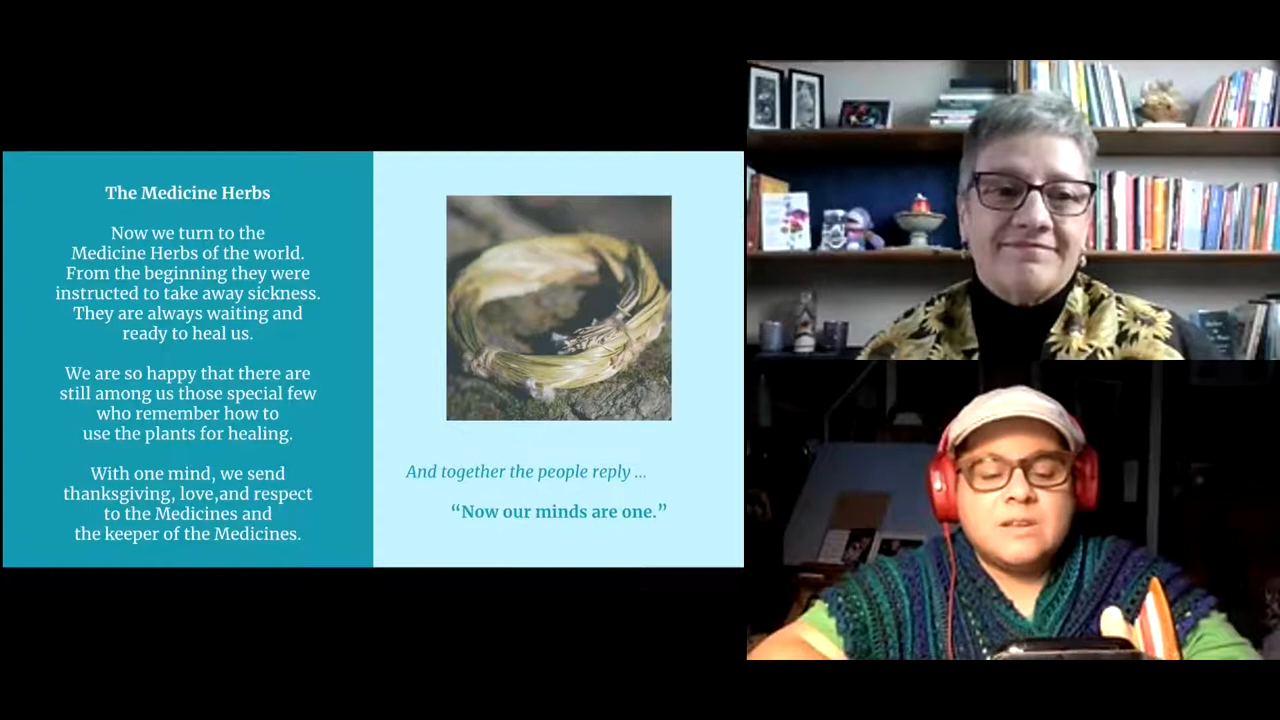 The Medicine Herbs
Now we turn to the
Medicine Herbs of the world.
From the beginning they were
instructed to take away sickness.
They are always waiting and
ready to heal us.
We are so happy that there are
still among us those special few
who remember how to
use the plants for healing.
With one mind, we send
thanksgiving, love,and respect
to the Medicines and
the keeper of the Medicines.
And together the people reply ...
“Now our minds are one.”